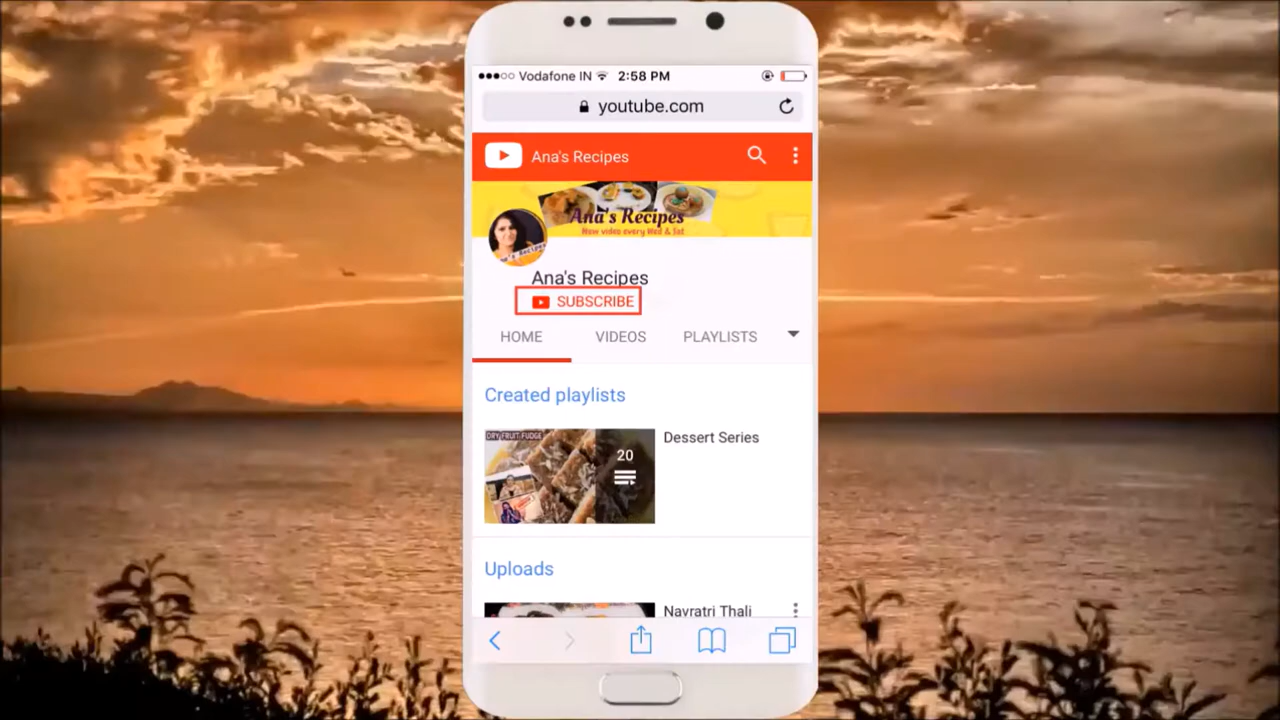 Vodafone IN 2:58 PM
youtube.com
Ana's Recipes
Ana's Recipes
New video every Wed & Sat
Ana's Recipes
SUBSCRIBE
HOME VIDEOS PLAYLISTS
Created playlists
DRY FRUIT FUDGE
20
Dessert Series
Uploads
Navratri Thali